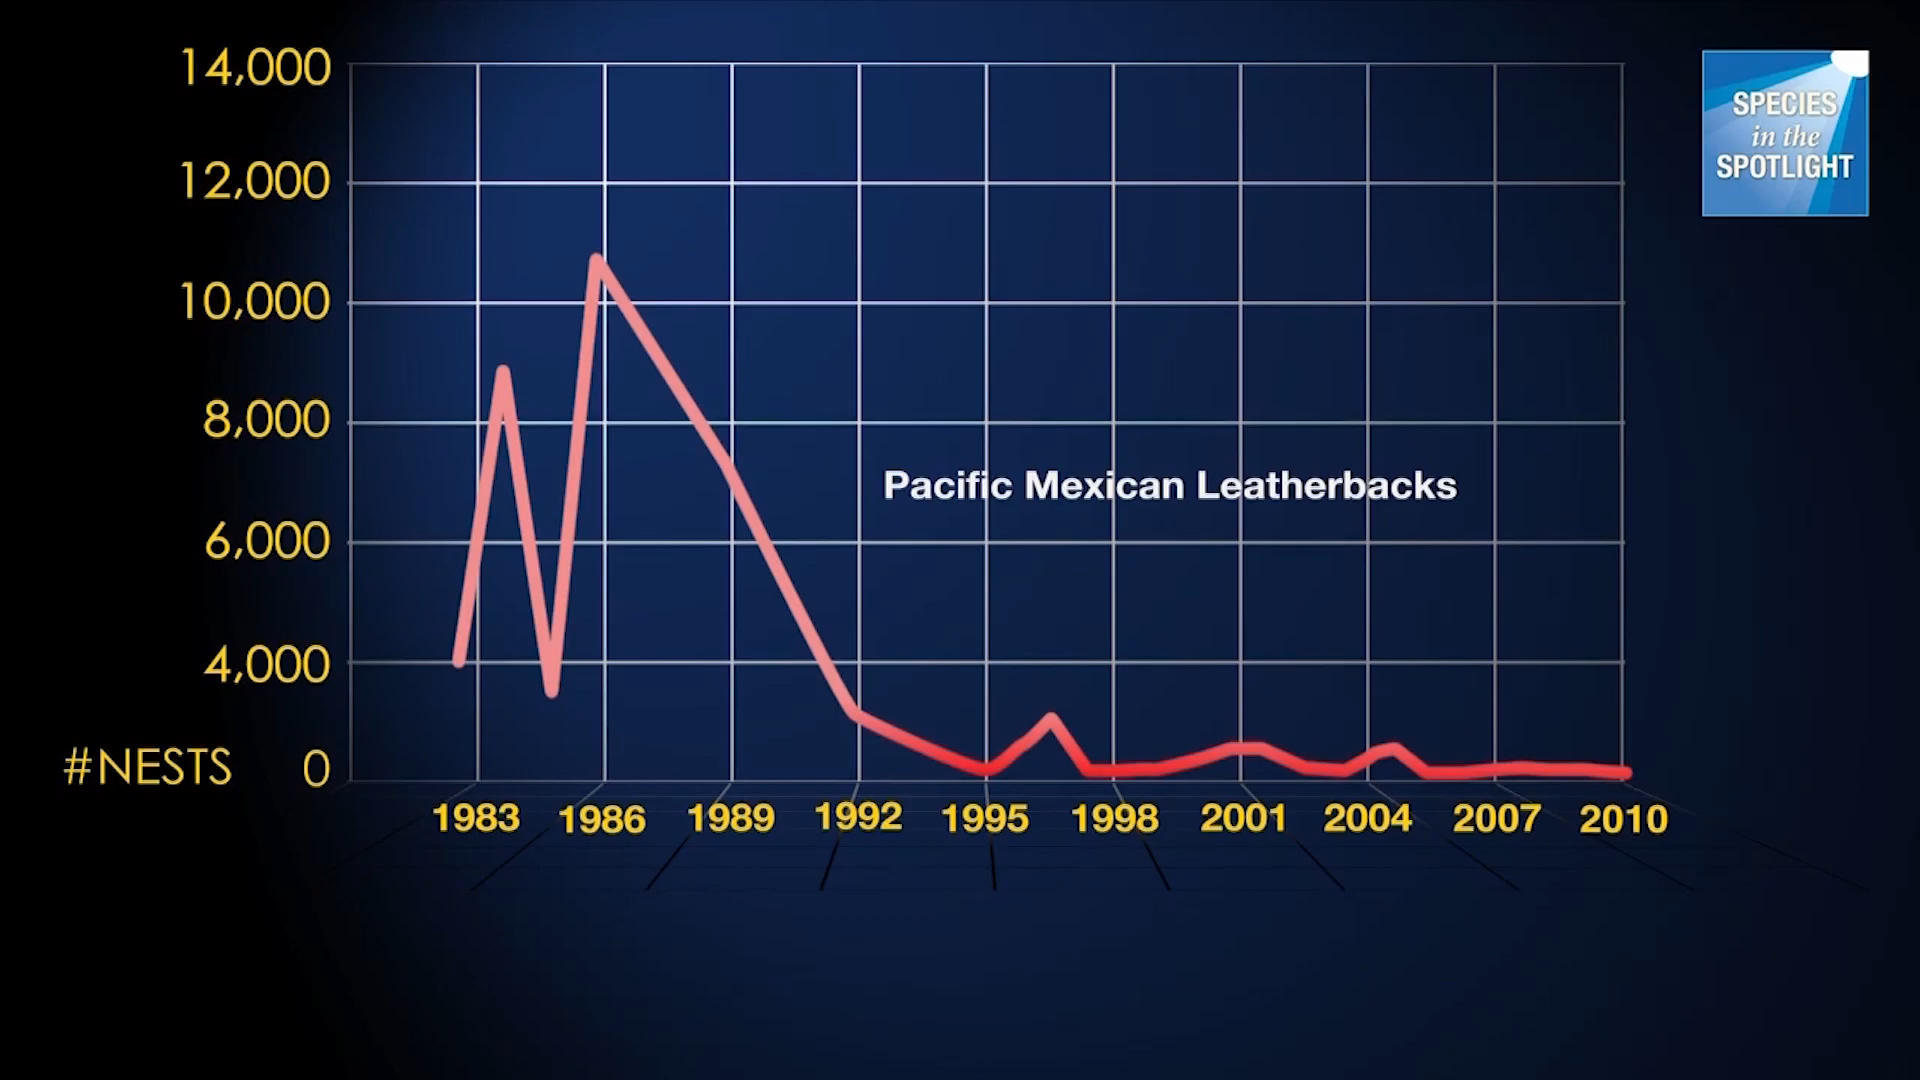 14,000
12,000
10,000
8,000
6,000
4,000
#NESTS 0
1983 1986 1989 1992 1995 1998 2001 2004 2007 2010
Pacific Mexican Leatherbacks
SPECIES
in the
SPOTLIGHT